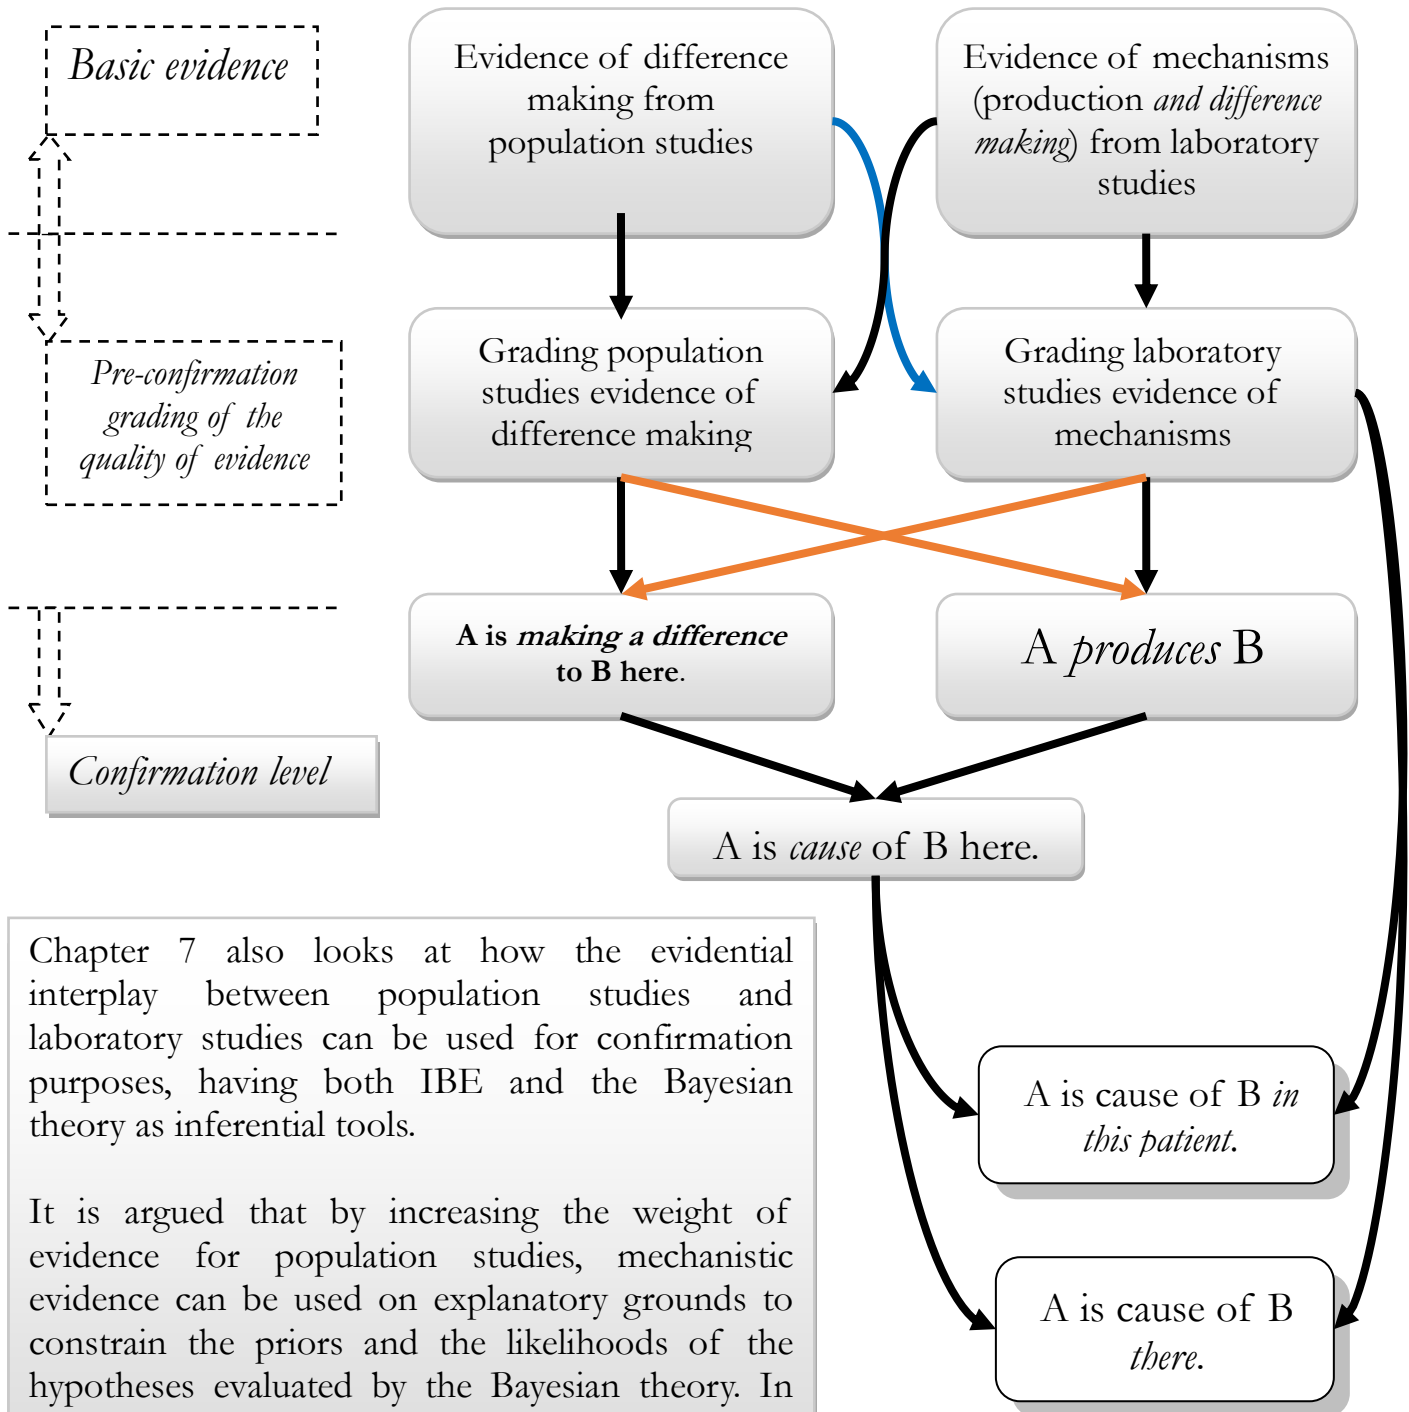 Basic evidence
Evidence of difference
making from
population studies
Evidence of mechanisms
(production and difference
making) from laboratory
studies
Pre-confirmation
grading of the
quality of evidence
Grading population
studies evidence of
difference making
Grading laboratory
studies evidence of
mechanisms
A is making a difference
to B here.
A produces B
Confirmation level
A is cause of B here.
Chapter 7 also looks at how the evidential
interplay between population studies and
laboratory studies can be used for confirmation
purposes, having both IBE and the Bayesian
theory as inferential tools.
It is argued that by increasing the weight of
evidence for population studies, mechanistic
evidence can be used on explanatory grounds to
constrain the priors and the likelihoods of the
hypotheses evaluated by the Bayesian theory. In
A is cause of B in
this patient.
A is cause of B
there.